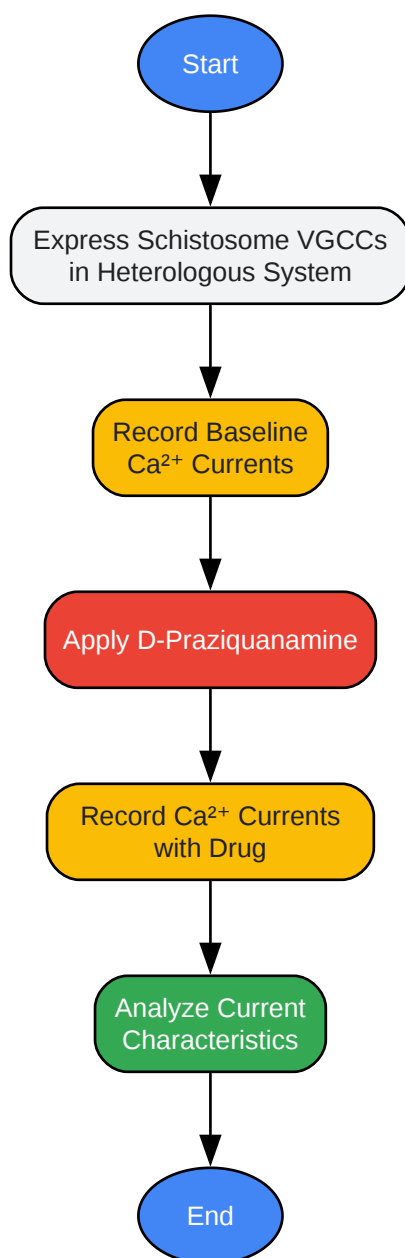 Start
Express Schistosome VGCCs
in Heterologous System
Record Baseline
Ca²⁺ Currents
Apply D-Praziquanamine
Record Ca²⁺ Currents
with Drug
Analyze Current
Characteristics
End